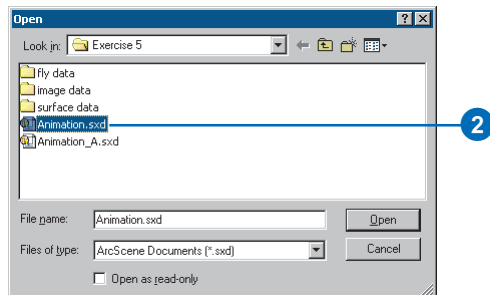 Open
Look in: Exercise 5
fly data
image data
surface data
Animation.sxd
Animation_A.sxd
2
File name: Animation.sxd Open
Files of type: ArcScene Documents (*.sxd) Cancel
Open as read-only